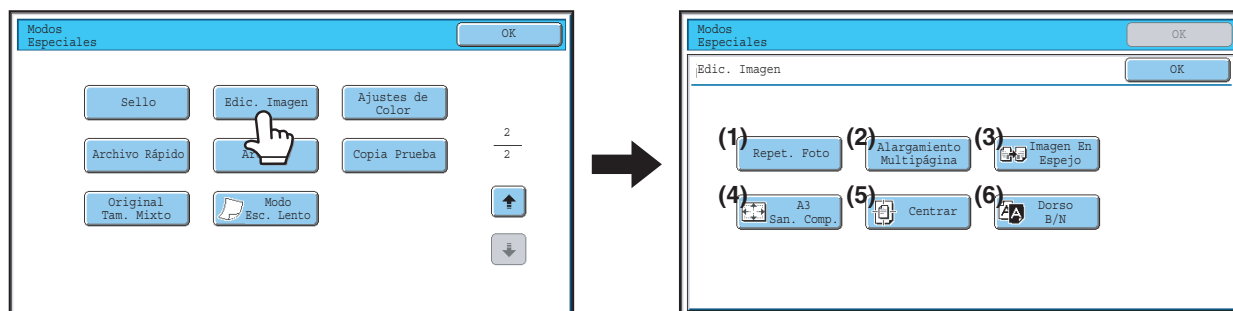 Modos
Especiales
OK
Sello
Edic. Imagen
Ajustes de
Color
Archivo Rápido
Ar
Copia Prueba
2
2
Original
Tam. Mixto
Modo
Esc. Lento
Modos
Especiales
OK
Edic. Imagen
OK
(1) Repet. Foto
(2) Alargamiento
Multipágina
(3) Imagen En
Espejo
(4) A3
San. Comp.
(5) Centrar
(6) Dorso
B/N